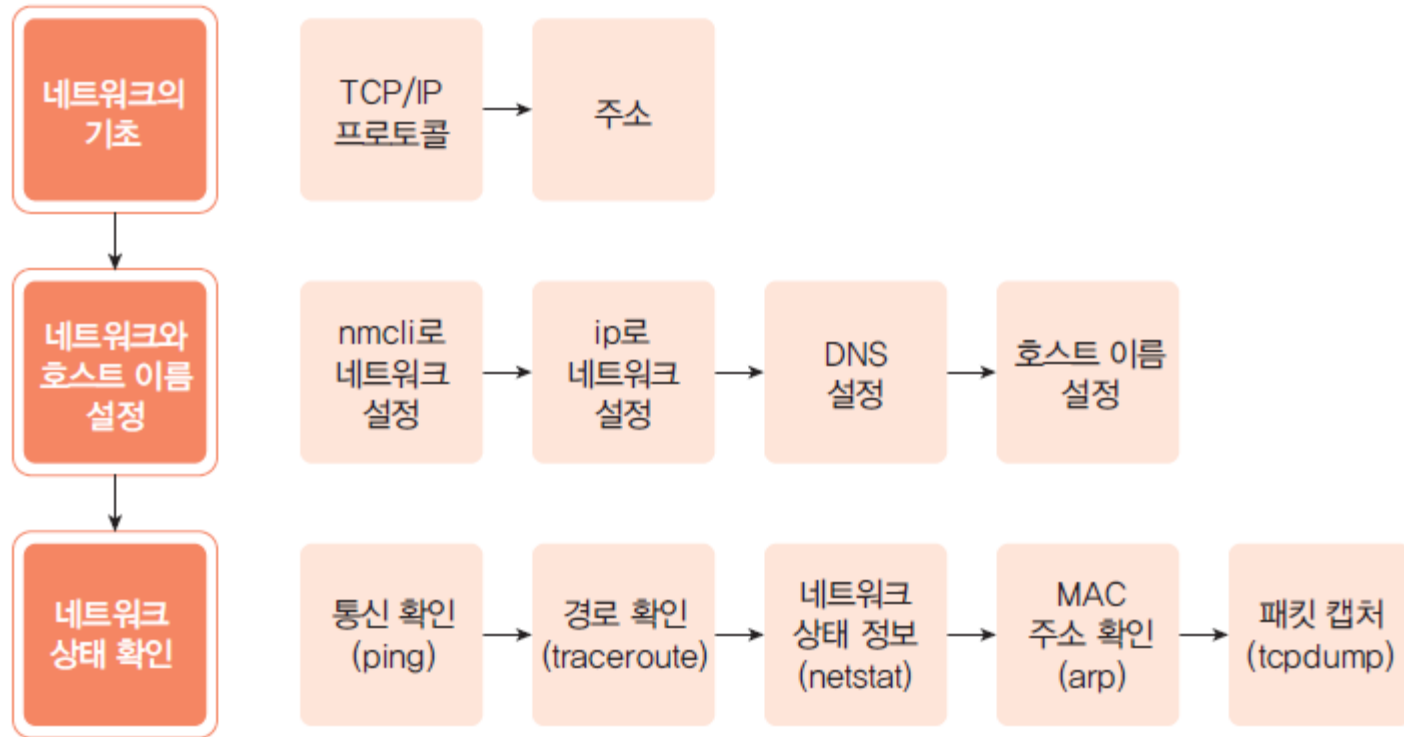 네트워크의
기초
TCP/IP
프로토콜
주소
네트워크와
호스트 이름
설정
nmcli로
네트워크
설정
ip로
네트워크
설정
DNS
설정
호스트 이름
설정
네트워크
상태 확인
통신 확인
(ping)
경로 확인
(traceroute)
네트워크
상태 정보
(netstat)
MAC
주소 확인
(arp)
패킷 캡처
(tcpdump)